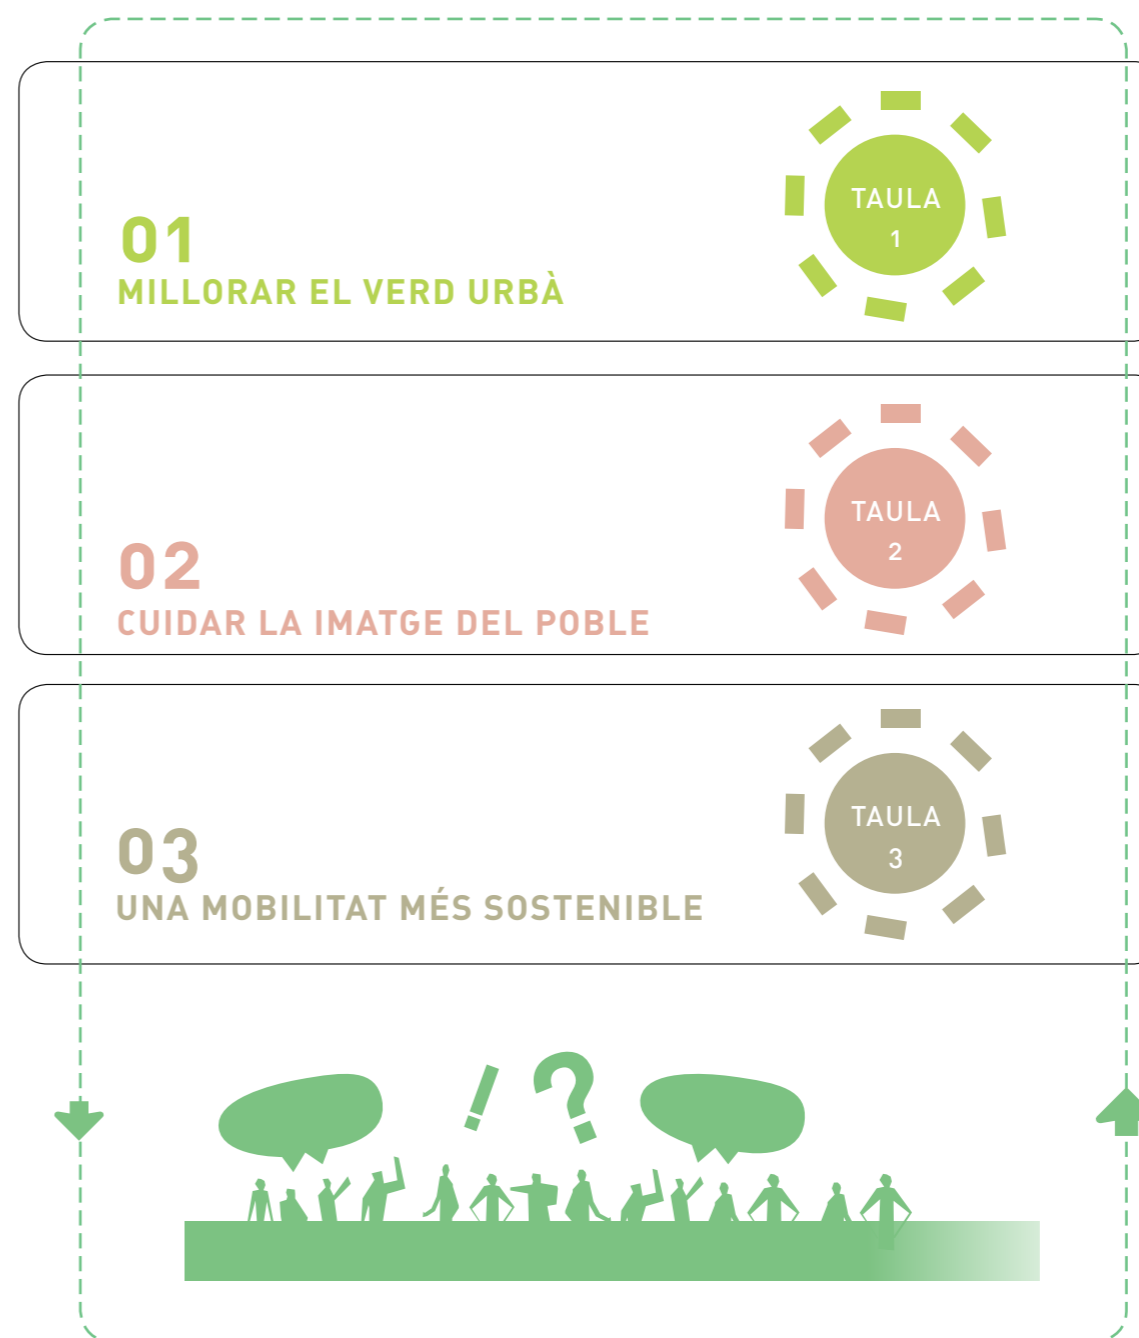 TAULA
1
01
MILLORAR EL VERD URBÀ
TAULA
2
02
CUIDAR LA IMATGE DEL POBLE
TAULA
3
03
UNA MOBILITAT MÉS SOSTENIBLE
! ?